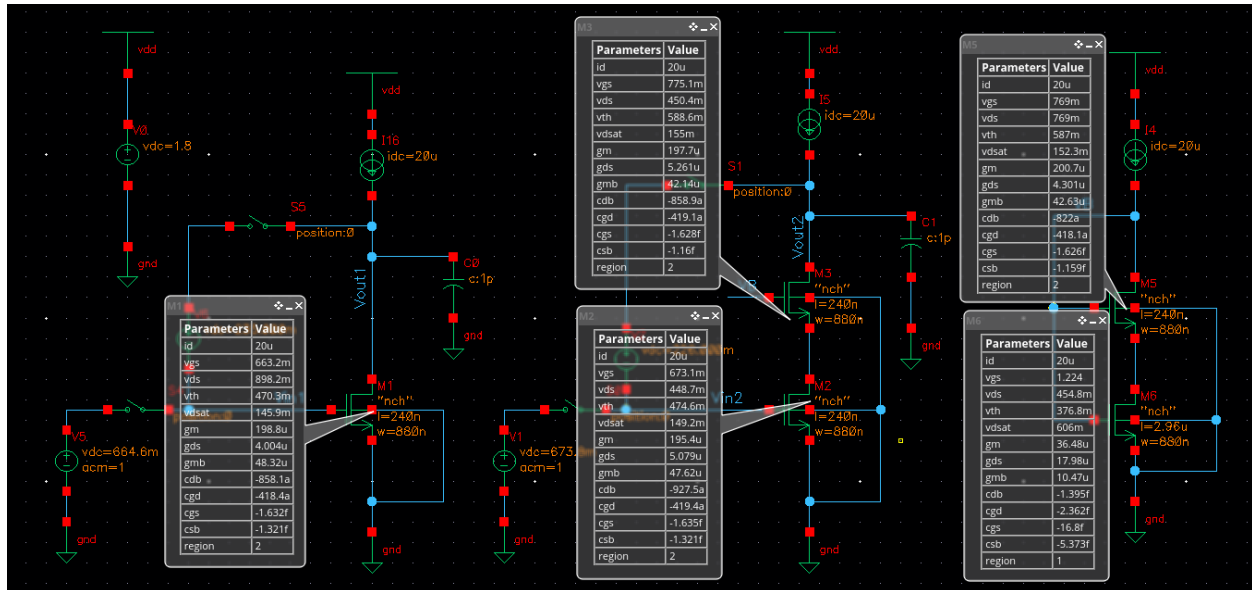 vdd
V0
vdc=1.8
gnd
vdd
I16
idc=20u
S5
position:0
Vout1
C0
c:1p
gnd
M1
Parameters Value
id 20u
vgs 663.2m
vds 898.2m
vth 470.3m
vdsat 145.9m
gm 198.8u
gds 4.004u
gmb 48.32u
cdb -858.1a
cgd -418.4a
cgs -1.632f
csb -1.321f
region 2
M1
"nch"
l=240n
w=880n
V5
vdc=664.6m
acm=1
gnd
gnd
M3
Parameters Value
id 20u
vgs 775.1m
vds 450.4m
vth 588.6m
vdsat 155m
gm 197.7u
gds 5.261u
gmb 42.14u
cdb -858.9a
cgd -419.1a
cgs -1.628f
csb -1.16f
region 2
vdd
I5
idc=20u
S1
position:0
Vout2
C1
c:1p
gnd
M3
"nch"
l=240n
w=880n
M2
Parameters Value
id 20u
vgs 673.1m
vds 448.7m
vth 474.6m
vdsat 149.2m
gm 195.4u
gds 5.079u
gmb 47.62u
cdb -927.5a
cgd -419.4a
cgs -1.635f
csb -1.321f
region 2
Vin2
M2
"nch"
l=240n
w=880n
V1
acm=1
gnd
gnd
M5
Parameters Value
id 20u
vgs 769m
vds 769m
vth 587m
vdsat 152.3m
gm 200.7u
gds 4.301u
gmb 42.63u
cdb -822a
cgd -418.1a
cgs -1.626f
csb -1.159f
region 2
vdd
I4
idc=20u
M5
"nch"
l=240n
w=880n
M6
Parameters Value
id 20u
vgs 1.224
vds 454.8m
vth 376.8m
vdsat 606m
gm 36.48u
gds 17.98u
gmb 10.47u
cdb -1.395f
cgd -2.362f
cgs -16.8f
csb -5.373f
region 1
M6
"nch"
l=2.96u
w=880n
gnd